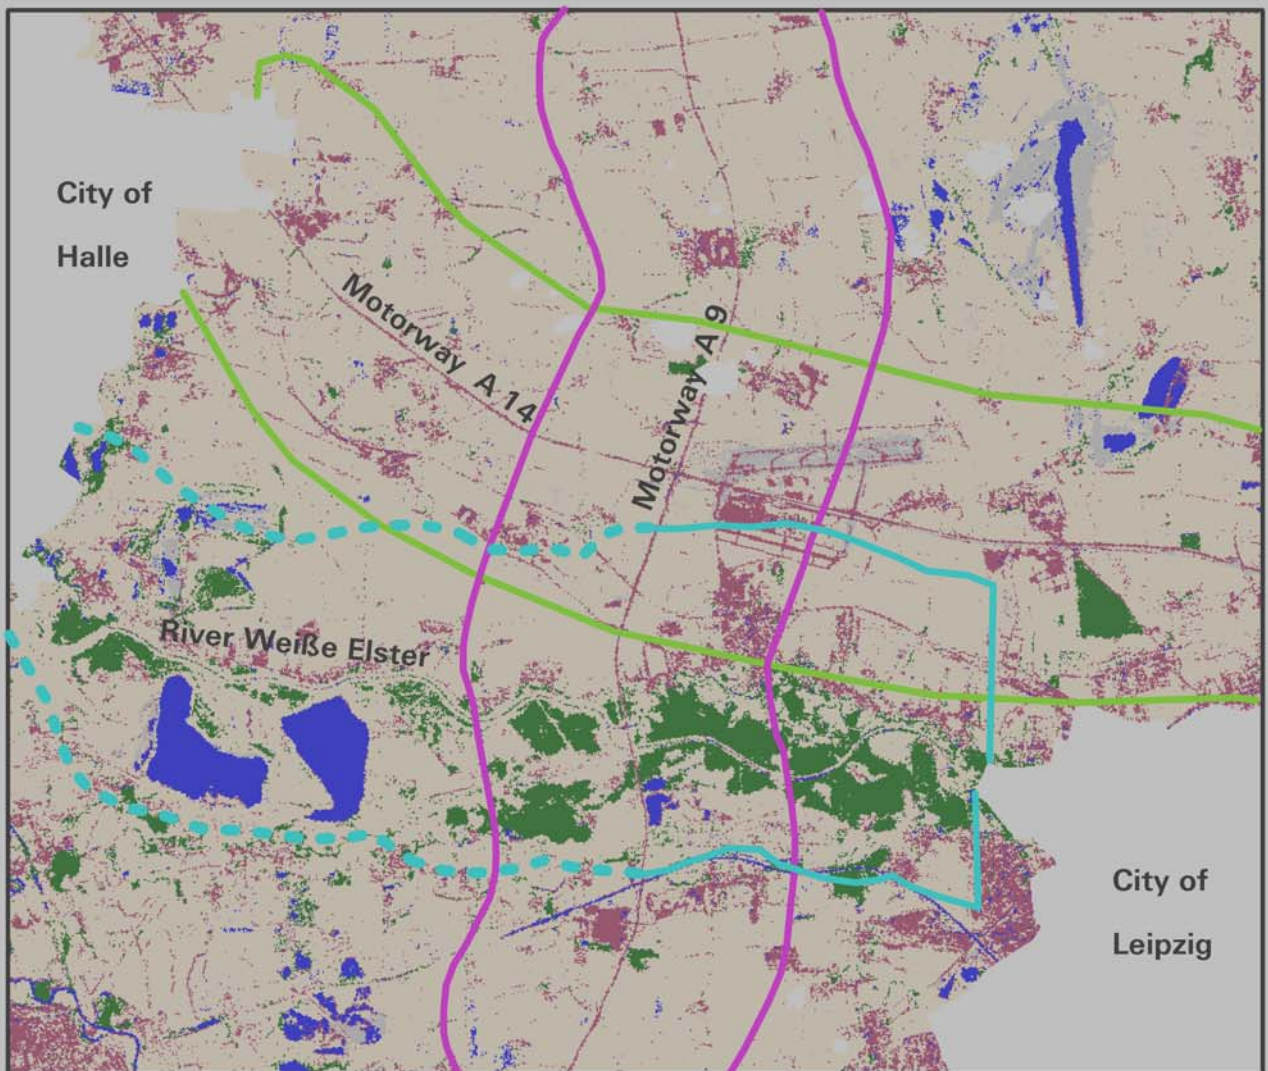 City of
Halle
Motorway A 14
Motorway A 9
River Weiße Elster
City of
Leipzig